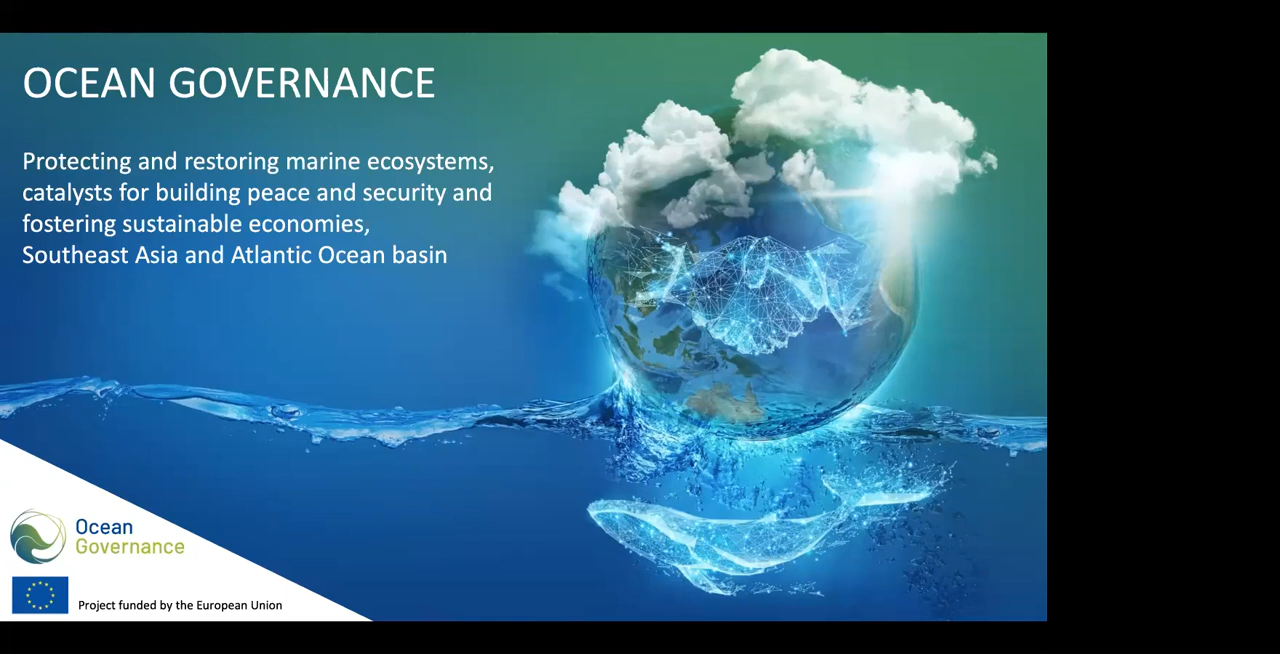 OCEAN GOVERNANCE
Protecting and restoring marine ecosystems,
catalysts for building peace and security and
fostering sustainable economies,
Southeast Asia and Atlantic Ocean basin
Ocean
Governance
Project funded by the European Union